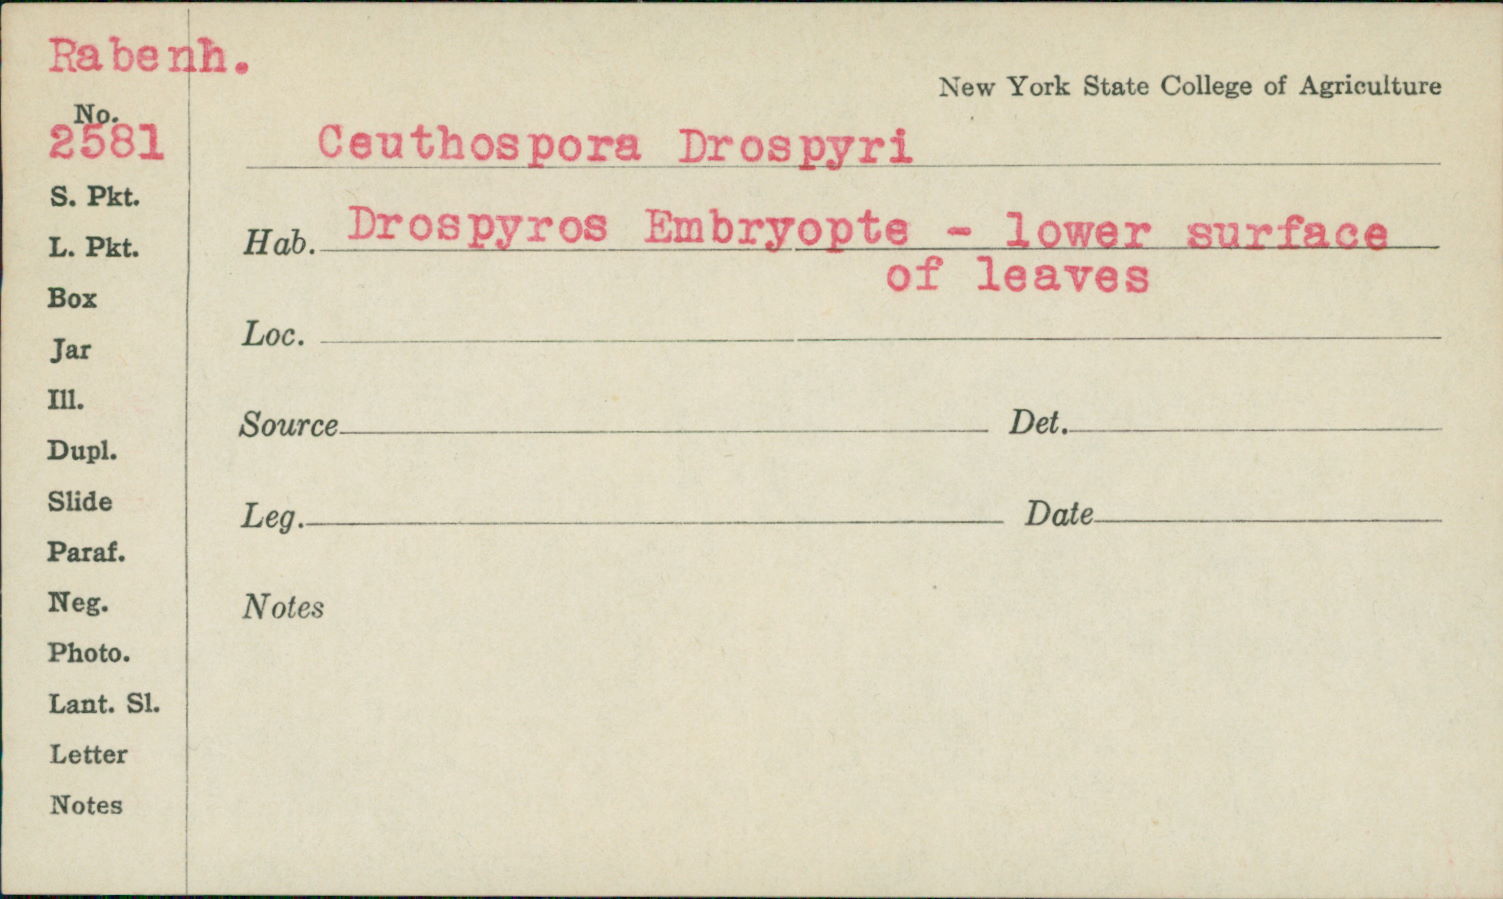 Rabenh.
New York State College of Agriculture
No.
2581
Ceuthospora Drospyri
S. Pkt.
Hab. Drospyros Embryopte - lower surface
of leaves
L. Pkt.
Box
Loc.
Jar
Ill.
Source Det.
Dupl.
Slide
Leg. Date
Paraf.
Neg.
Notes
Photo.
Lant. Sl.
Letter
Notes